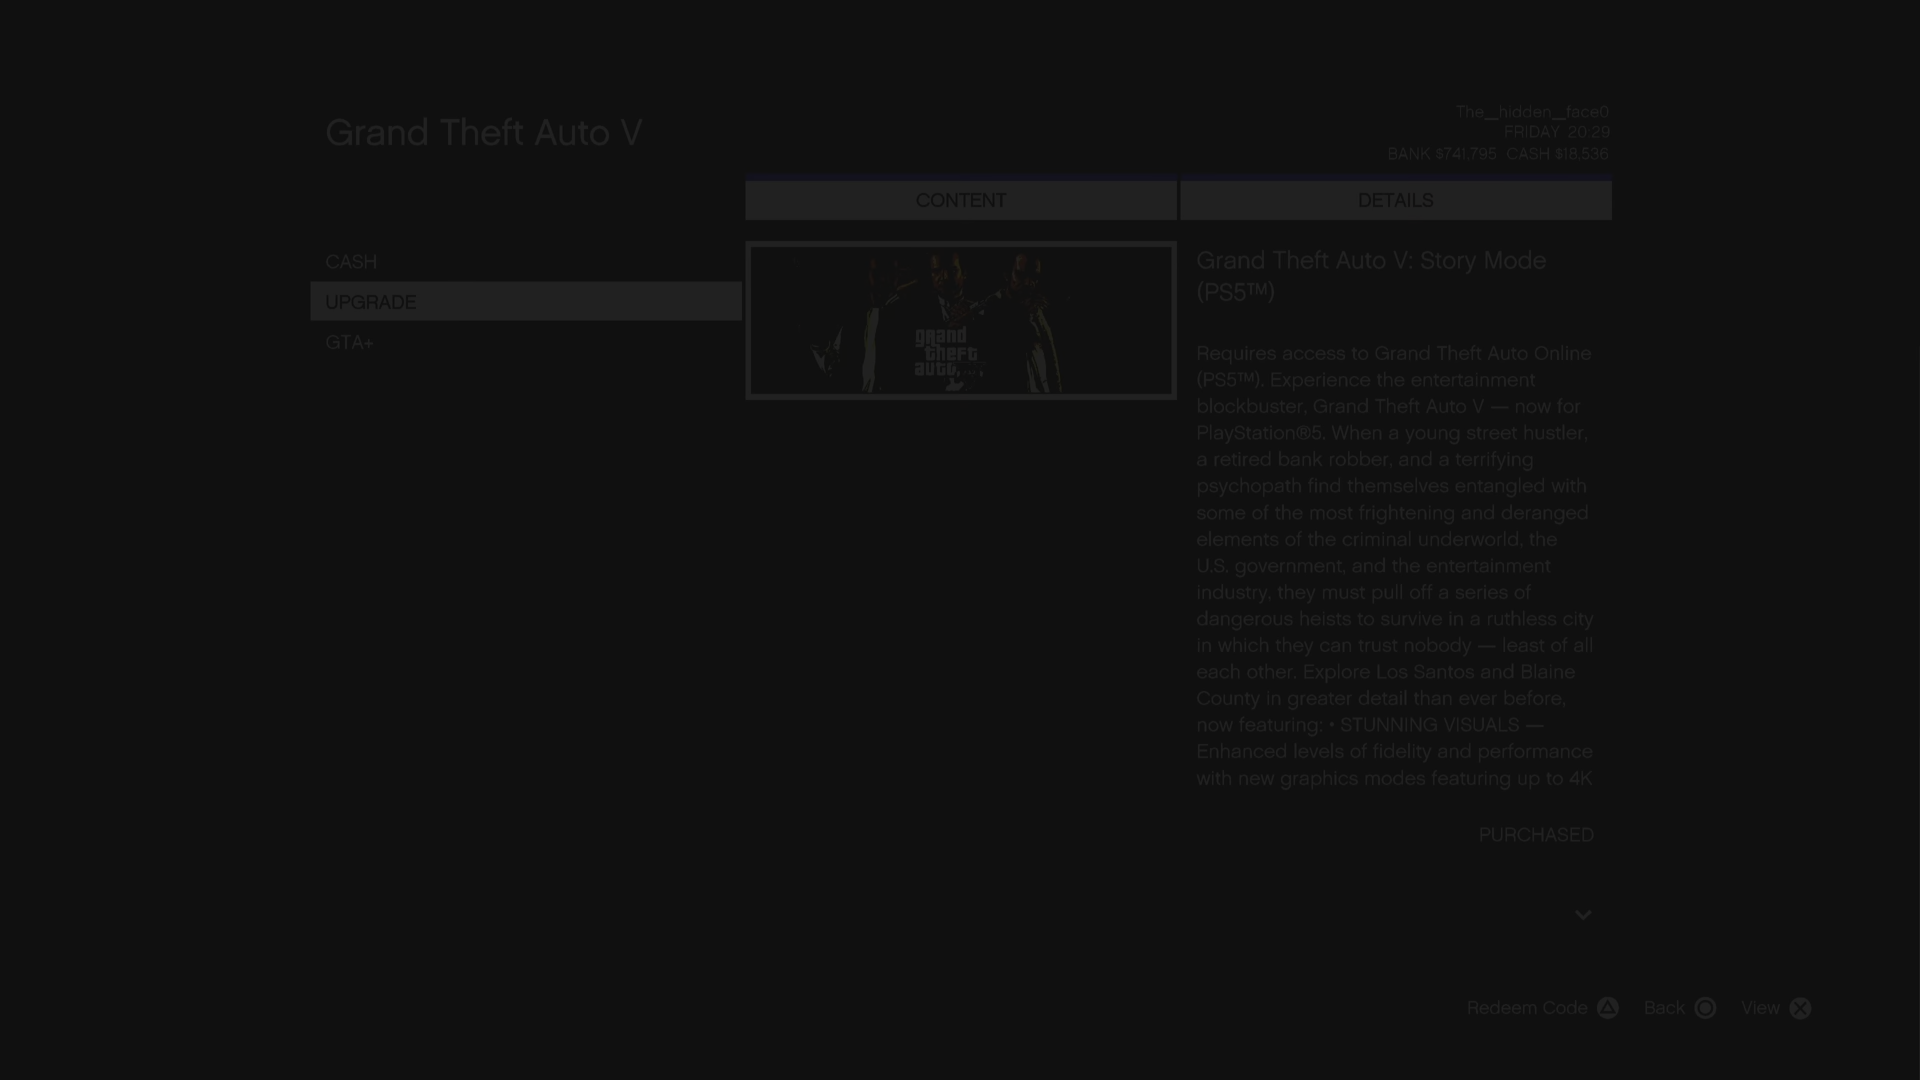 Grand Theft Auto V
The__hidden__face0
FRIDAY 20:29
BANK $741,795 CASH $18,536
CONTENT
DETAILS
CASH
UPGRADE
GTA+
grand
theft
auto
Grand Theft Auto V: Story Mode
(PS5™)
Requires access to Grand Theft Auto Online
(PS5™). Experience the entertainment
blockbuster, Grand Theft Auto V — now for
PlayStation®5. When a young street hustler,
a retired bank robber, and a terrifying
psychopath find themselves entangled with
some of the most frightening and deranged
elements of the criminal underworld, the
U.S. government, and the entertainment
industry, they must pull off a series of
dangerous heists to survive in a ruthless city
in which they can trust nobody — least of all
each other. Explore Los Santos and Blaine
County in greater detail than ever before,
now featuring: • STUNNING VISUALS —
Enhanced levels of fidelity and performance
with new graphics modes featuring up to 4K
PURCHASED
Redeem Code
Back
View